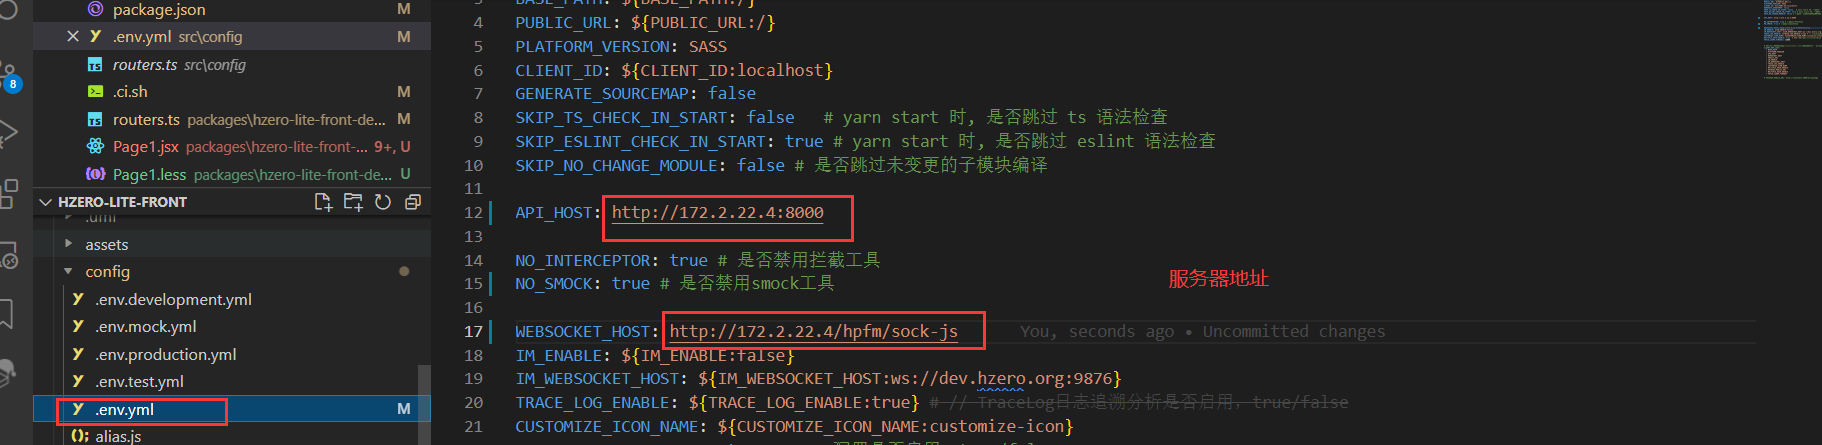 package.json M
.env.yml src\config M
routers.ts src\config
.ci.sh M
routers.ts packages\hzero-lite-front-de... M
Page1.jsx packages\hzero-lite-front-... 9+, U
Page1.less packages\hzero-lite-front-de... U
8
HZERO-LITE-FRONT
assets
config
.env.development.yml
.env.mock.yml
.env.production.yml
.env.test.yml
.env.yml M
alias.js
4 PUBLIC_URL: ${PUBLIC_URL:/}
5 PLATFORM_VERSION: SASS
6 CLIENT_ID: ${CLIENT_ID:localhost}
7 GENERATE_SOURCEMAP: false
8 SKIP_TS_CHECK_IN_START: false # yarn start 时, 是否跳过 ts 语法检查
9 SKIP_ESLINT_CHECK_IN_START: true # yarn start 时, 是否跳过 eslint 语法检查
10 SKIP_NO_CHANGE_MODULE: false # 是否跳过未变更的子模块编译
11
12 API_HOST: http://172.2.22.4:8000
13
14 NO_INTERCEPTOR: true # 是否禁用拦截工具
15 NO_SMOCK: true # 是否禁用smock工具
服务器地址
16
17 WEBSOCKET_HOST: http://172.2.22.4/hpfm/sock-js You, seconds ago • Uncommitted changes
18 IM_ENABLE: ${IM_ENABLE:false}
19 IM_WEBSOCKET_HOST: ${IM_WEBSOCKET_HOST:ws://dev.hzero.org:9876}
20 TRACE_LOG_ENABLE: ${TRACE_LOG_ENABLE:true} # // TraceLog日志追溯分析是否启用, true/false
21 CUSTOMIZE_ICON_NAME: ${CUSTOMIZE_ICON_NAME:customize-icon}